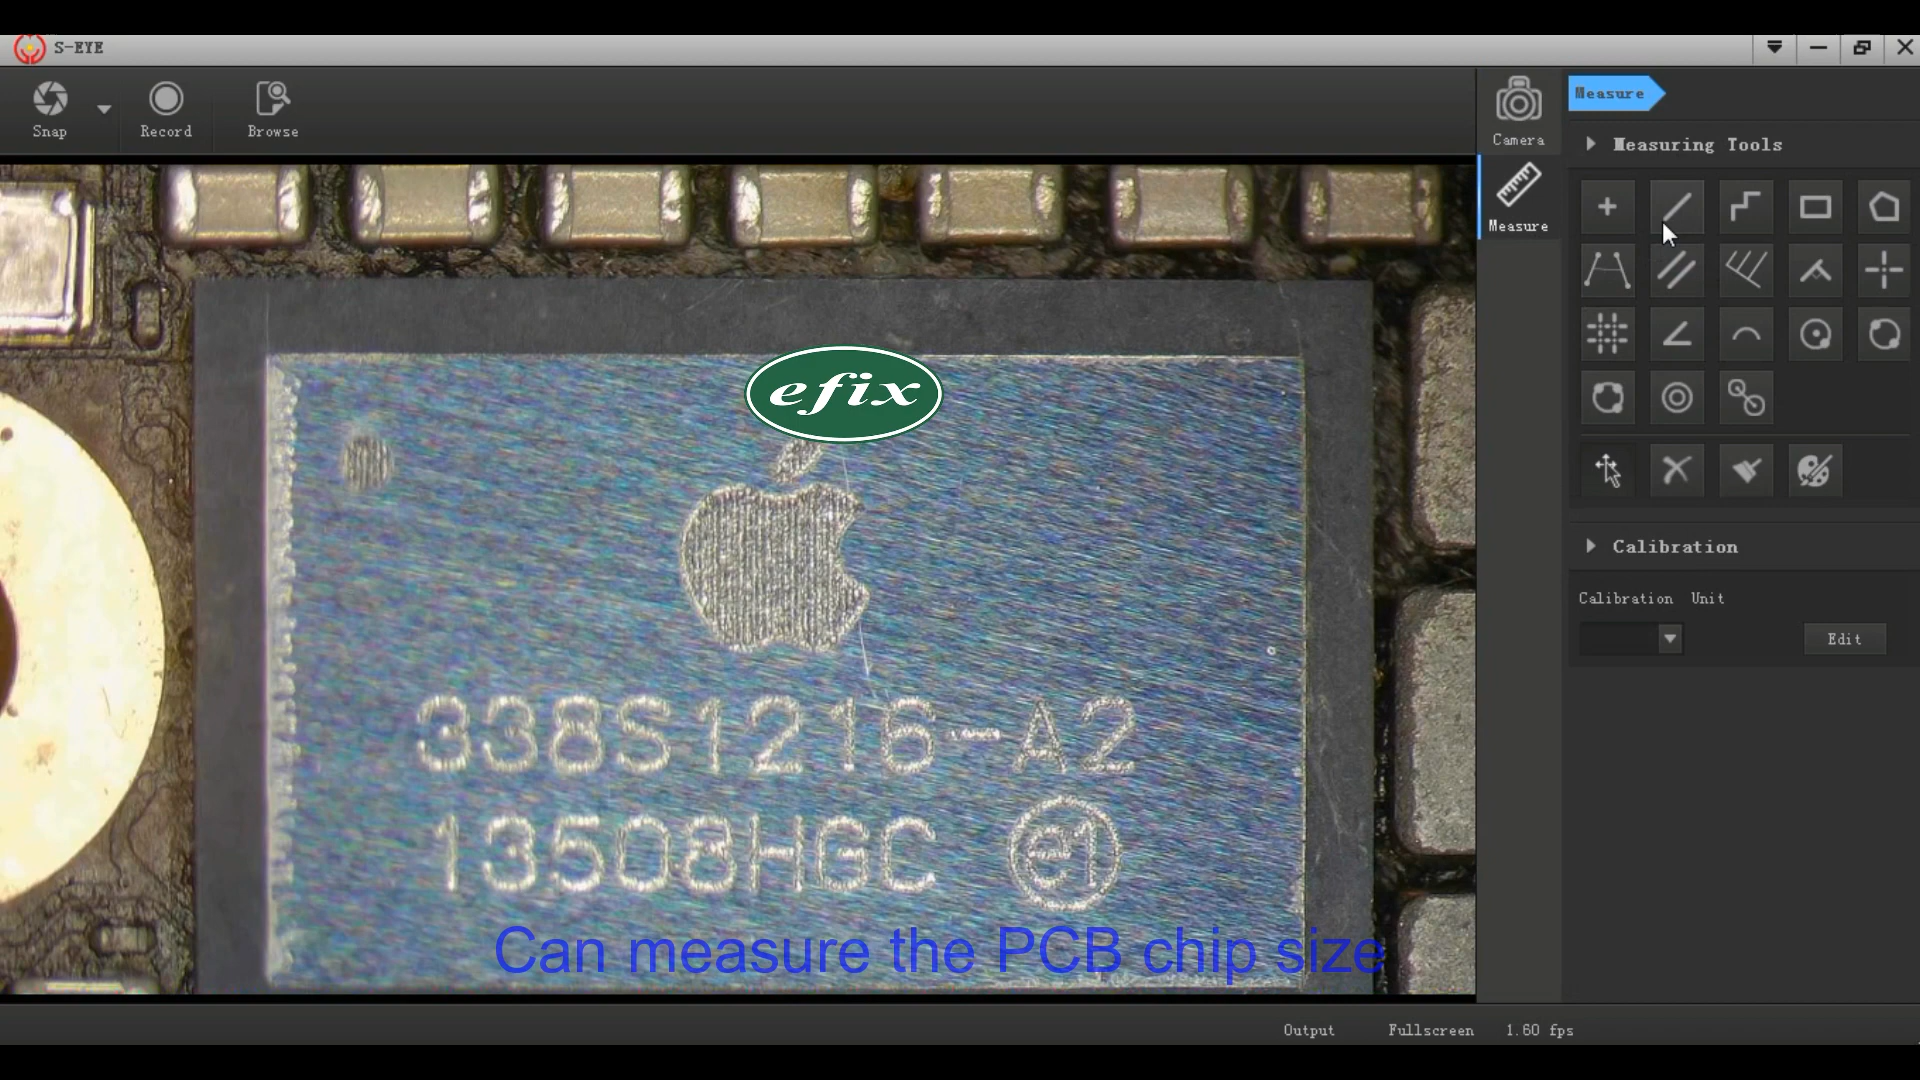 S-EYE
Snap
Record
Browse
Camera
Measure
Measure
Measuring Tools
Calibration
Calibration Unit
Edit
efix
338S1216-A2
13508HGC e1
Can measure the PCB chip size
Output Fullscreen 1.60 fps